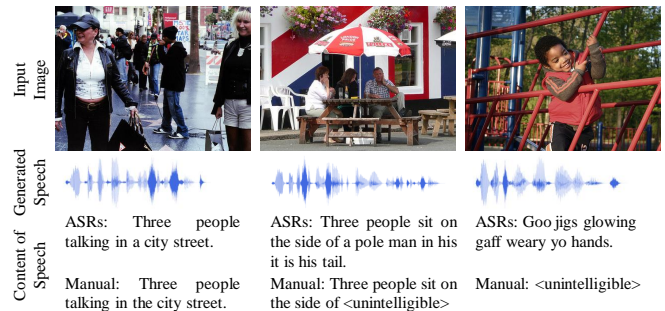 Input
Image
Generated
Speech
Content of
Speech
ASRs: Three people
talking in a city street.
Manual: Three people
talking in the city street.
ASRs: Three people sit on
the side of a pole man in his
it is his tail.
Manual: Three people sit on
the side of <unintelligible>
ASRs: Goo jigs glowing
gaff weary yo hands.
Manual: <unintelligible>